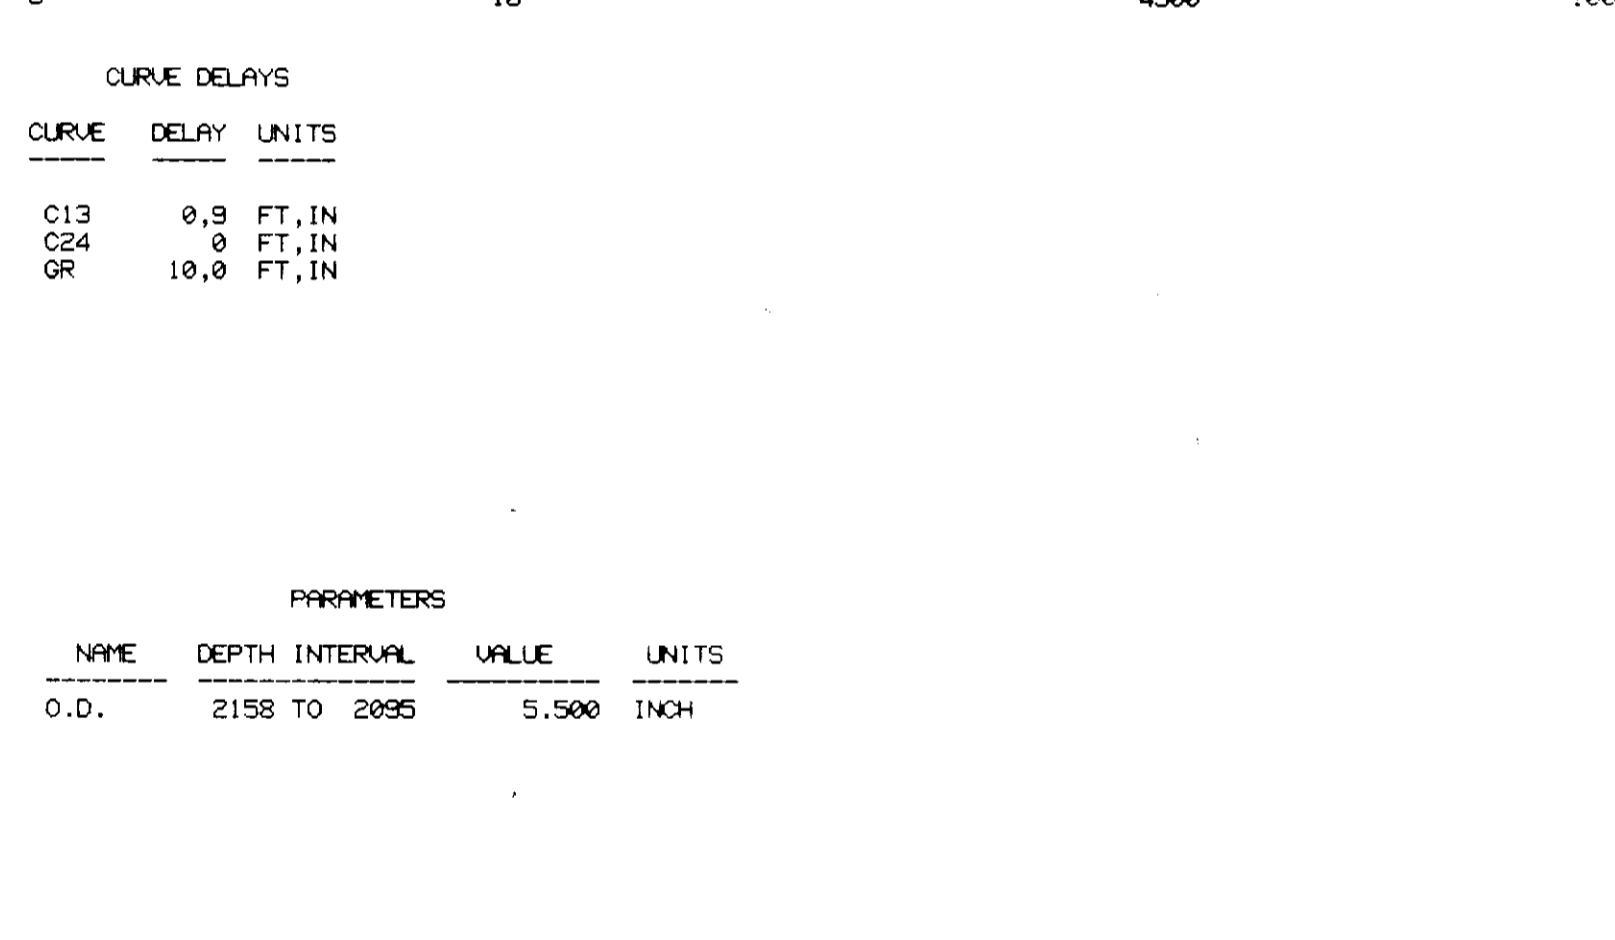 CURVE DELAYS
CURVE DELAY UNITS
----- ----- -----
C13 0,9 FT,IN
C24 0 FT,IN
GR 10,0 FT,IN
PARAMETERS
NAME DEPTH INTERVAL VALUE UNITS
-------- -------------- ---------- -------
O.D. 2158 TO 2095 5.500 INCH